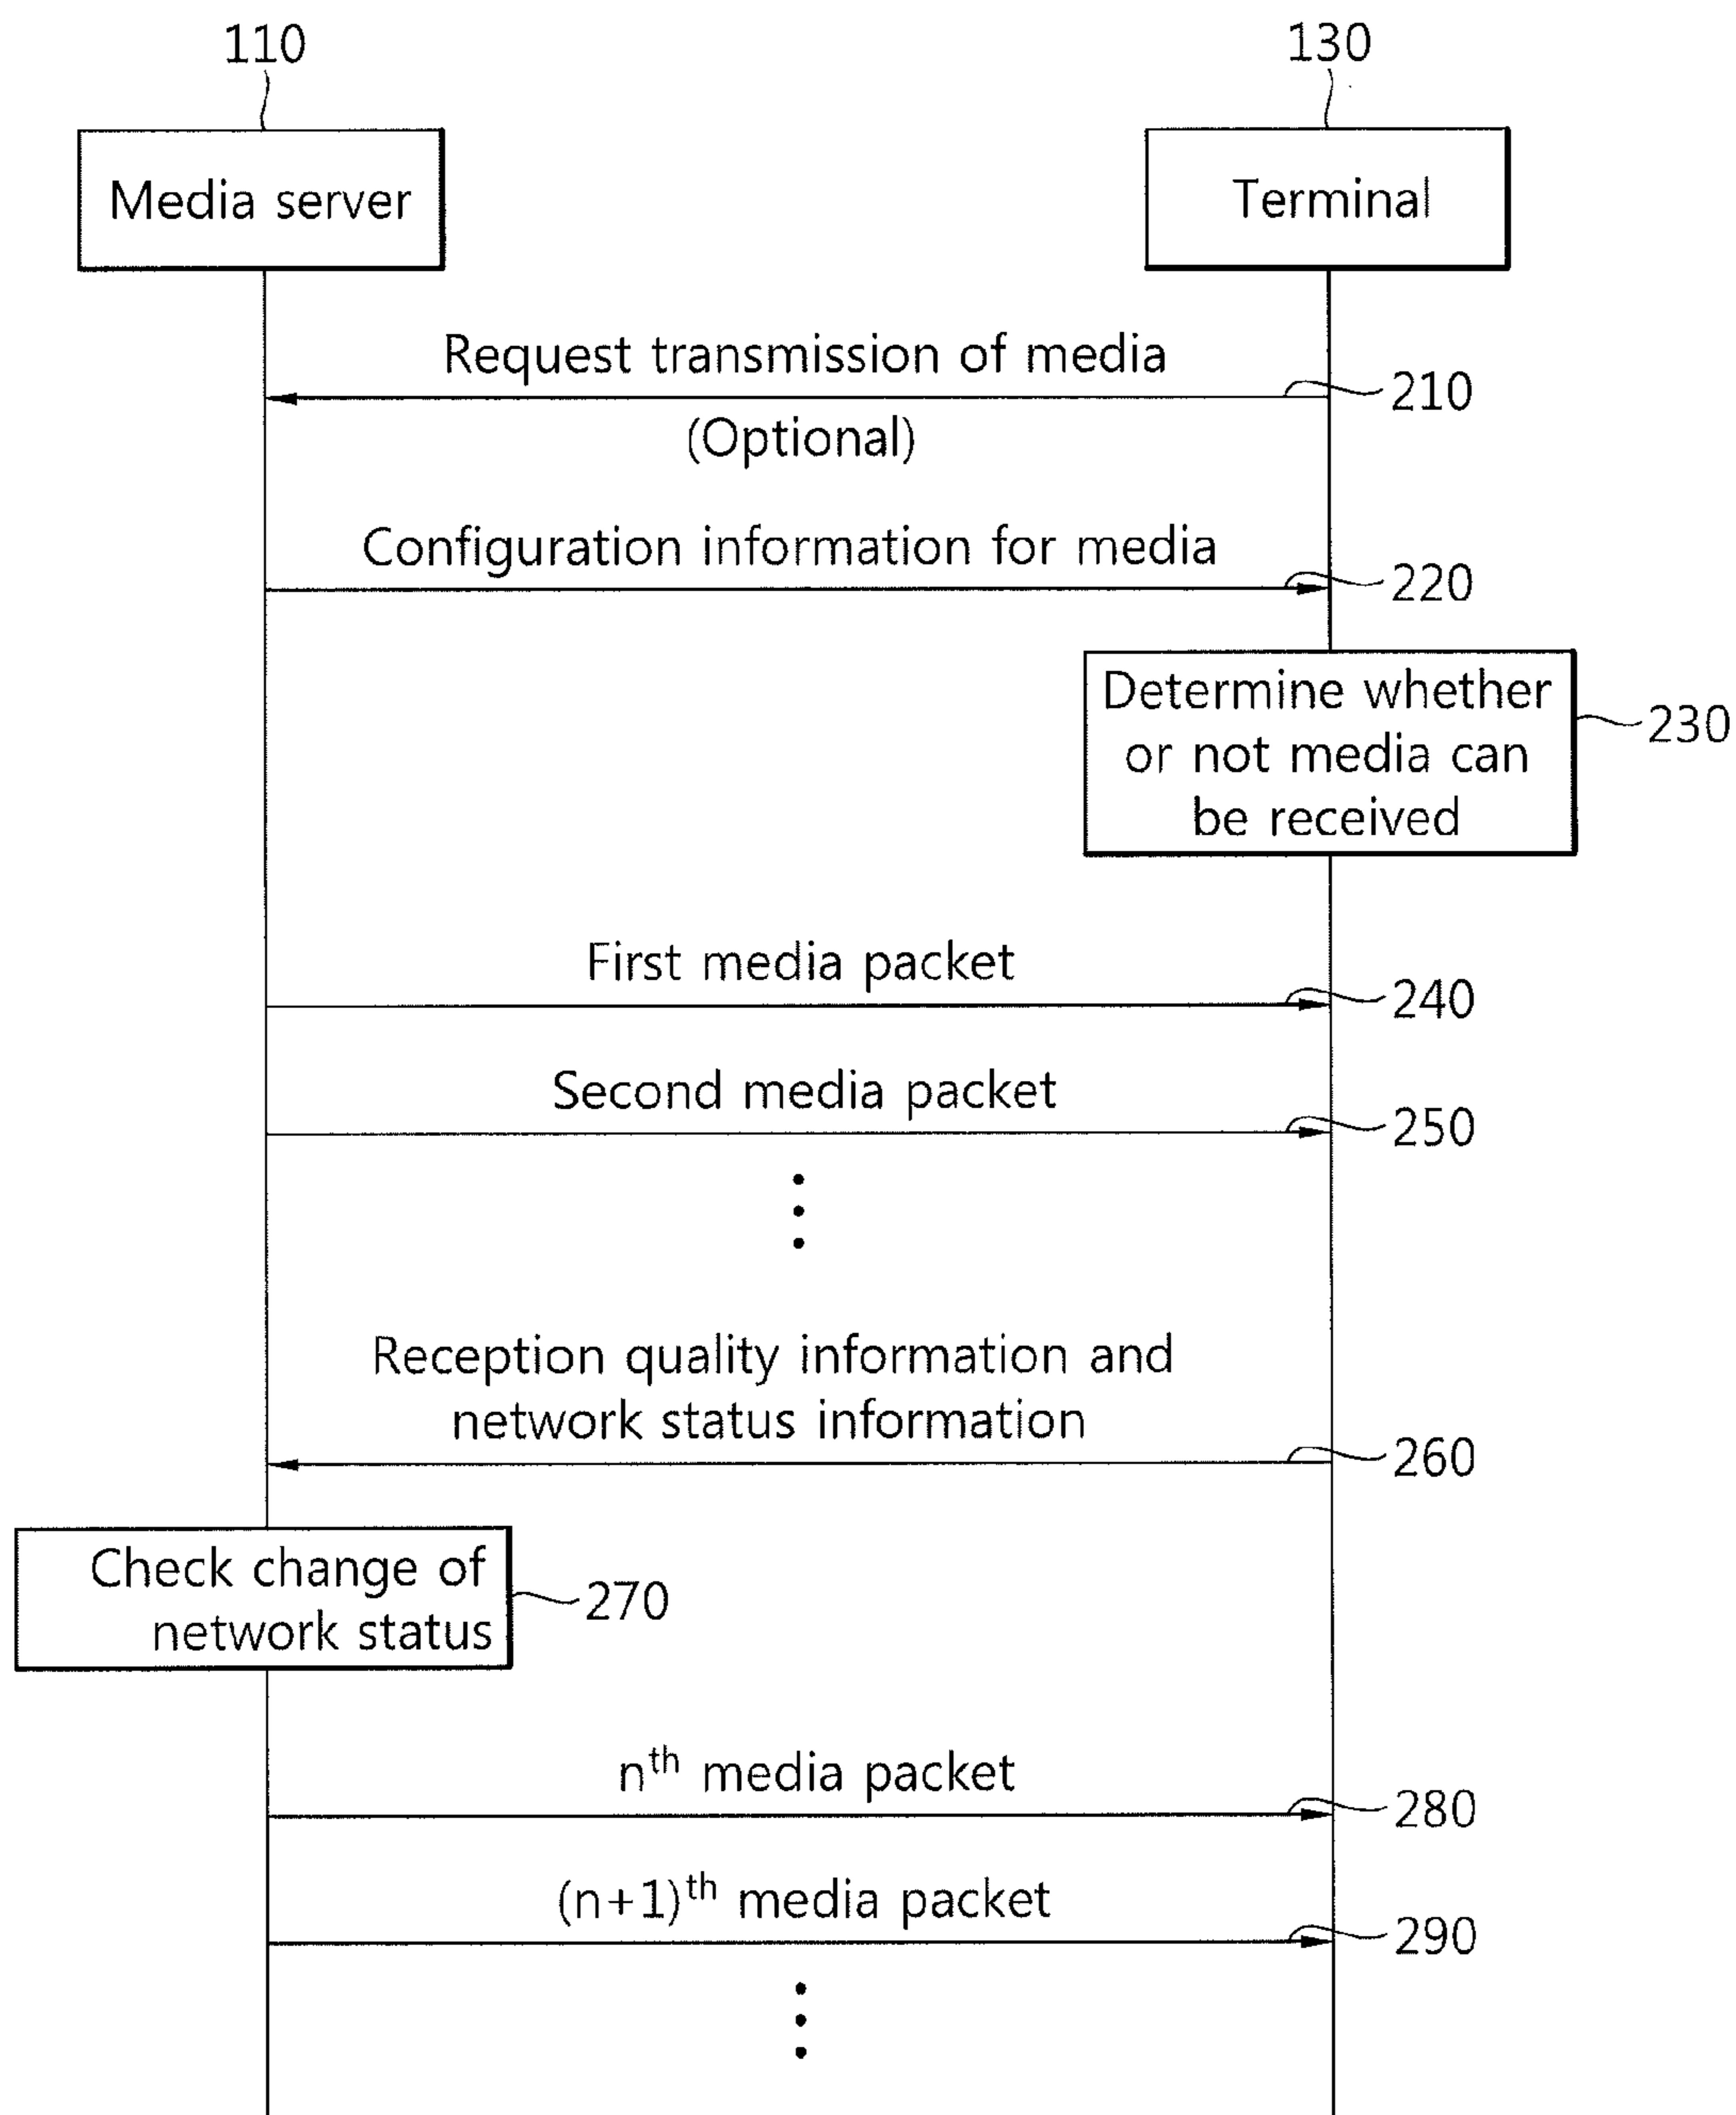 110
130
Media server
Terminal
Request transmission of media
210
(Optional)
Configuration information for media
220
Determine whether
or not media can
be received
230
First media packet
240
Second media packet
250
Reception quality information and
network status information
260
Check change of
network status
270
nth media packet
280
(n+1)th media packet
290